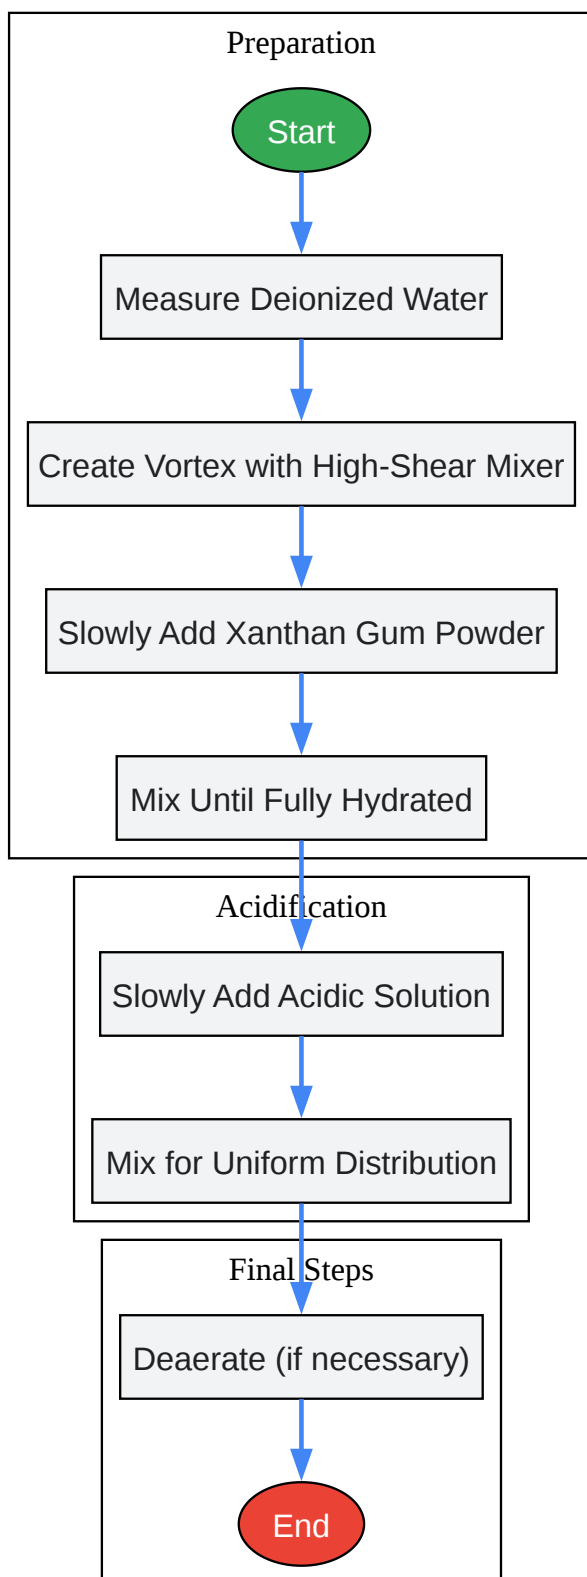 Preparation
Start
Measure Deionized Water
Create Vortex with High-Shear Mixer
Slowly Add Xanthan Gum Powder
Mix Until Fully Hydrated
Acidification
Slowly Add Acidic Solution
Mix for Uniform Distribution
Final Steps
Deaerate (if necessary)
End